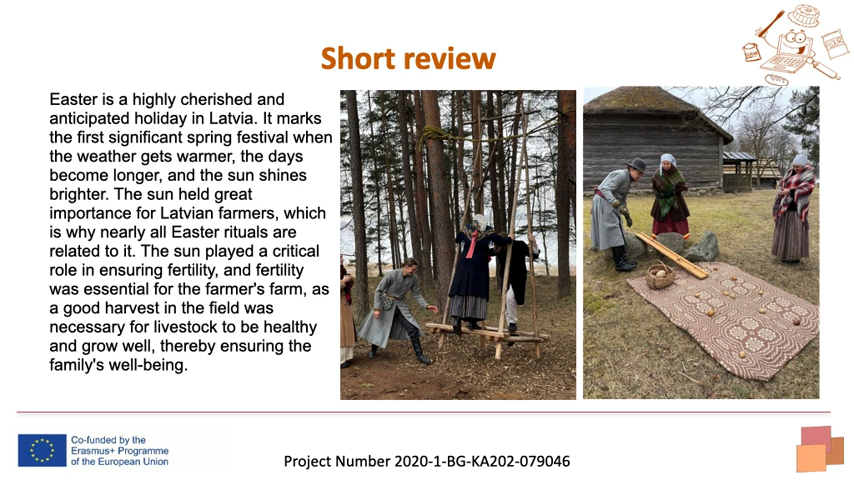 Short review
Easter is a highly cherished and
anticipated holiday in Latvia. It marks
the first significant spring festival when
the weather gets warmer, the days
become longer, and the sun shines
brighter. The sun held great
importance for Latvian farmers, which
is why nearly all Easter rituals are
related to it. The sun played a critical
role in ensuring fertility, and fertility
was essential for the farmer's farm, as
a good harvest in the field was
necessary for livestock to be healthy
and grow well, thereby ensuring the
family's well-being.
Co-funded by the
Erasmus+ Programme
of the European Union
Project Number 2020-1-BG-KA202-079046